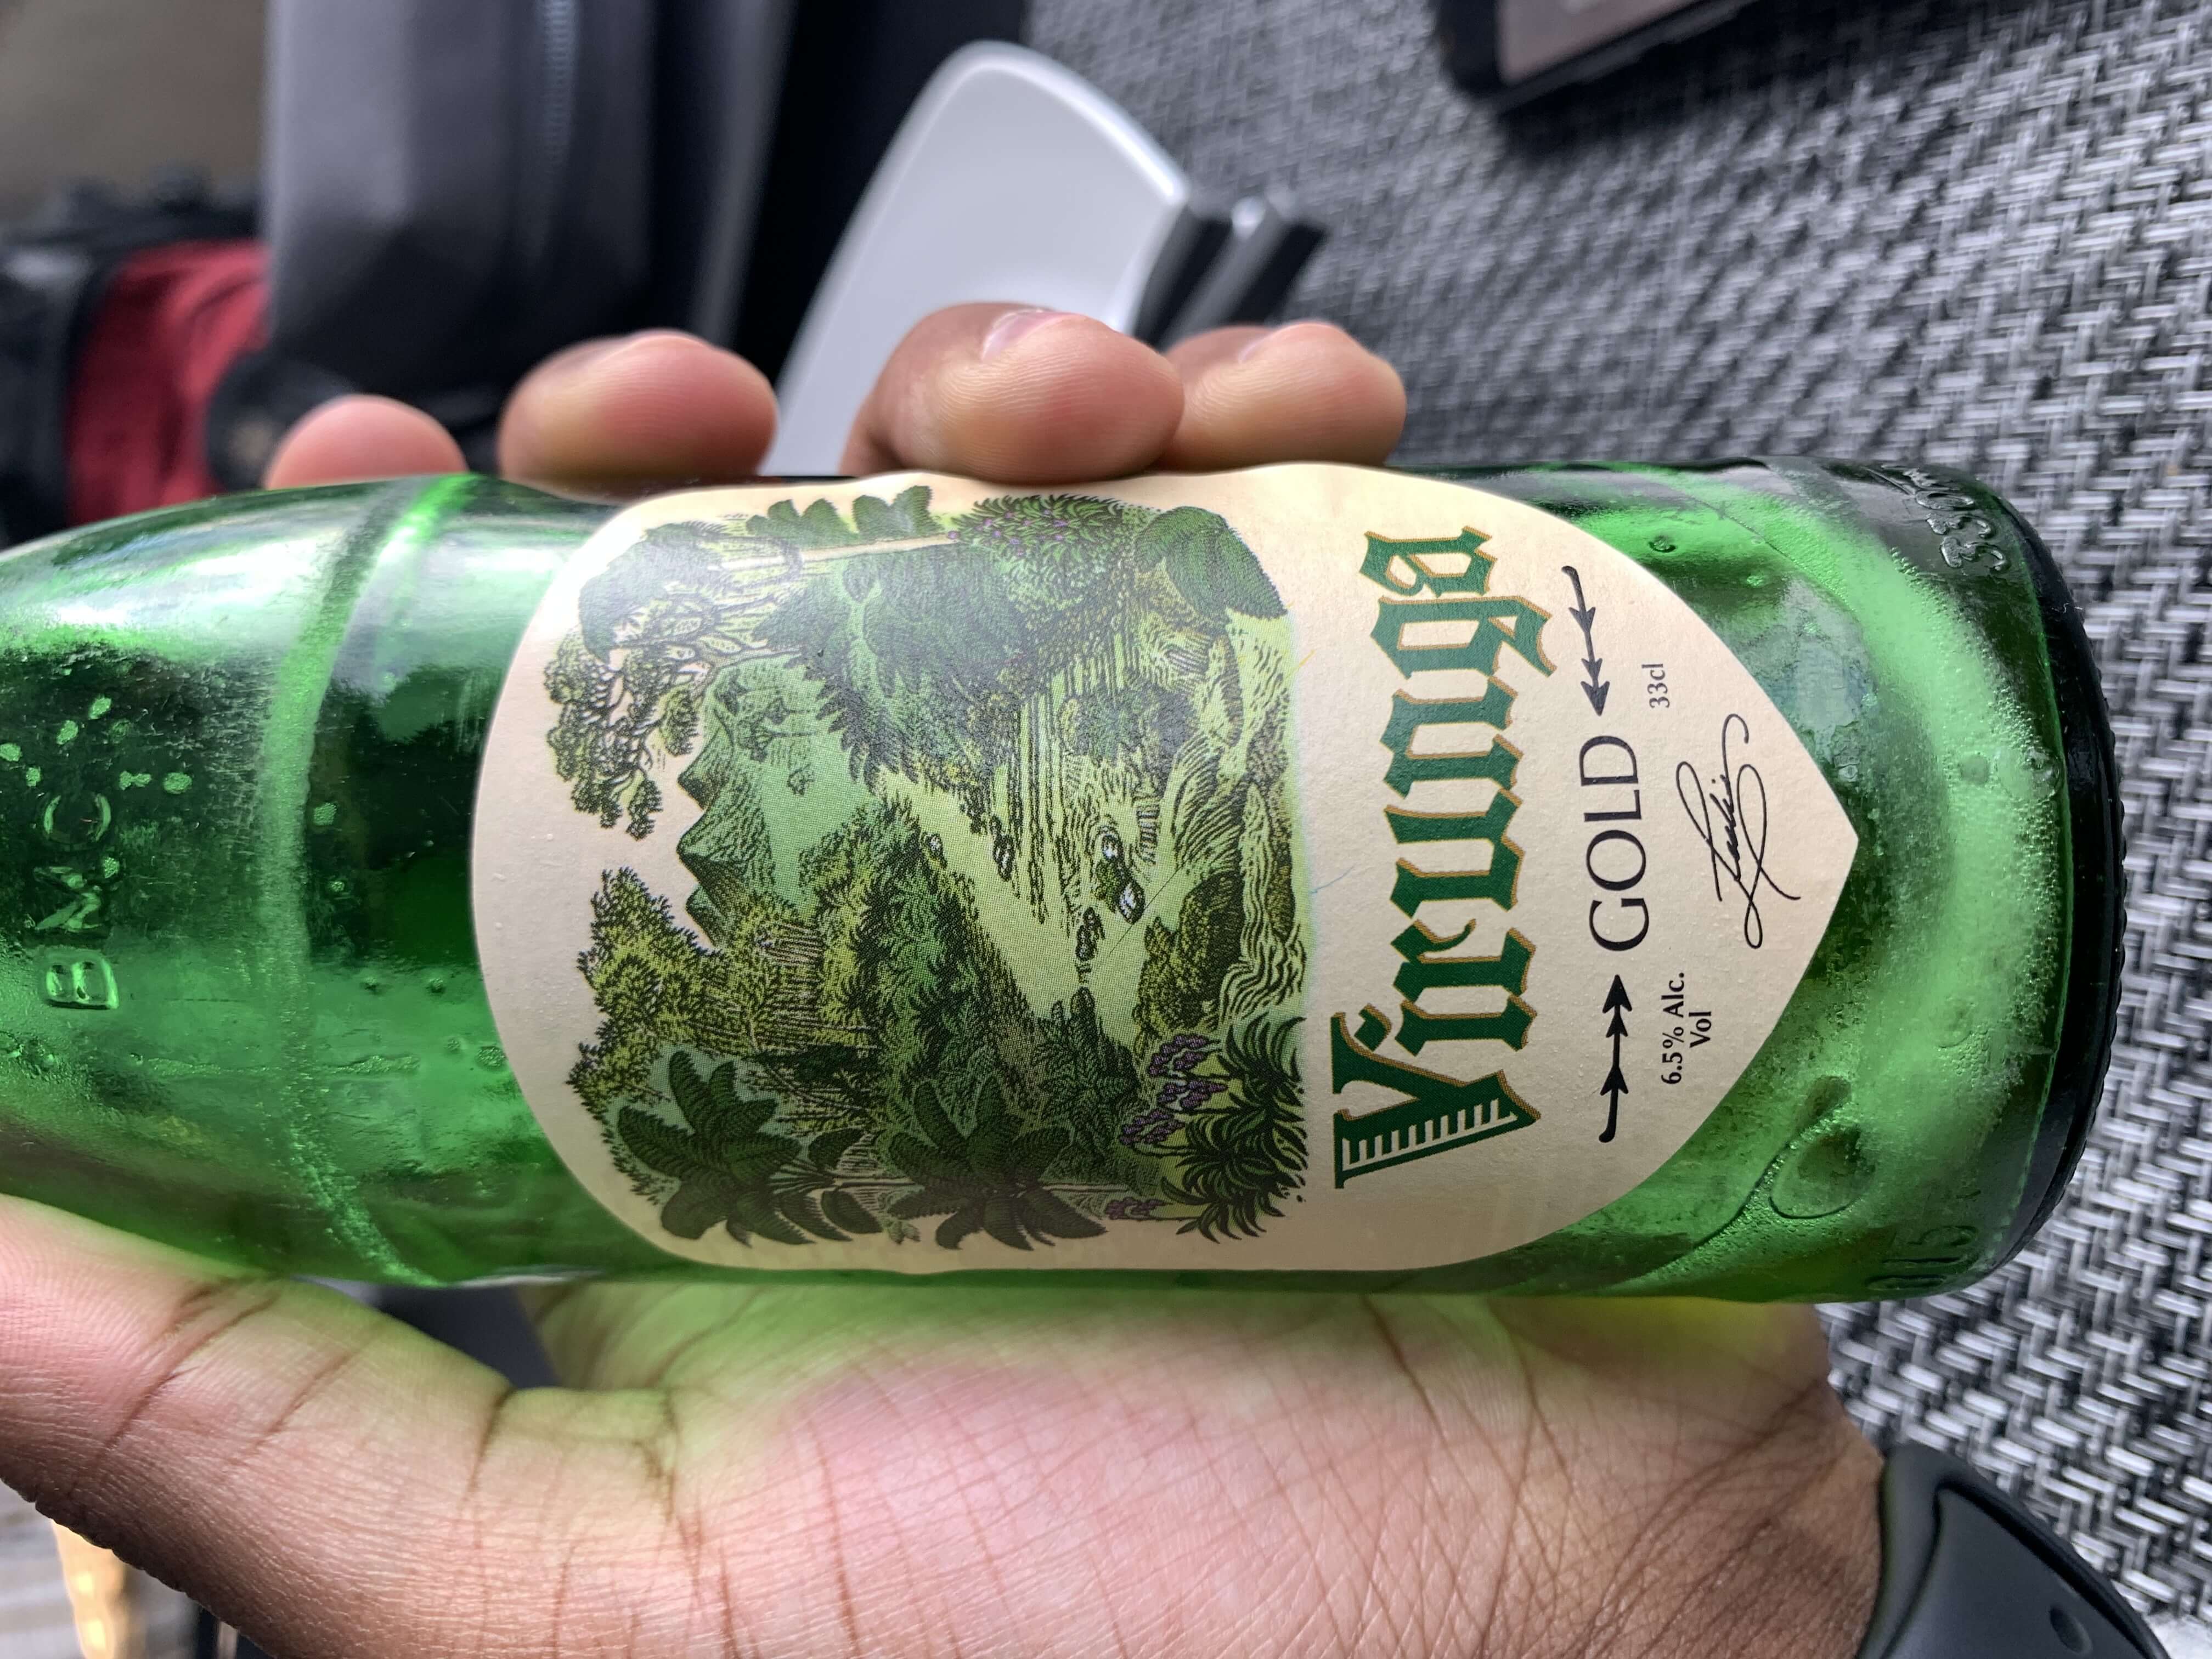 BMC
Virunga
GOLD
6.5% Alc.
Vol
33cl